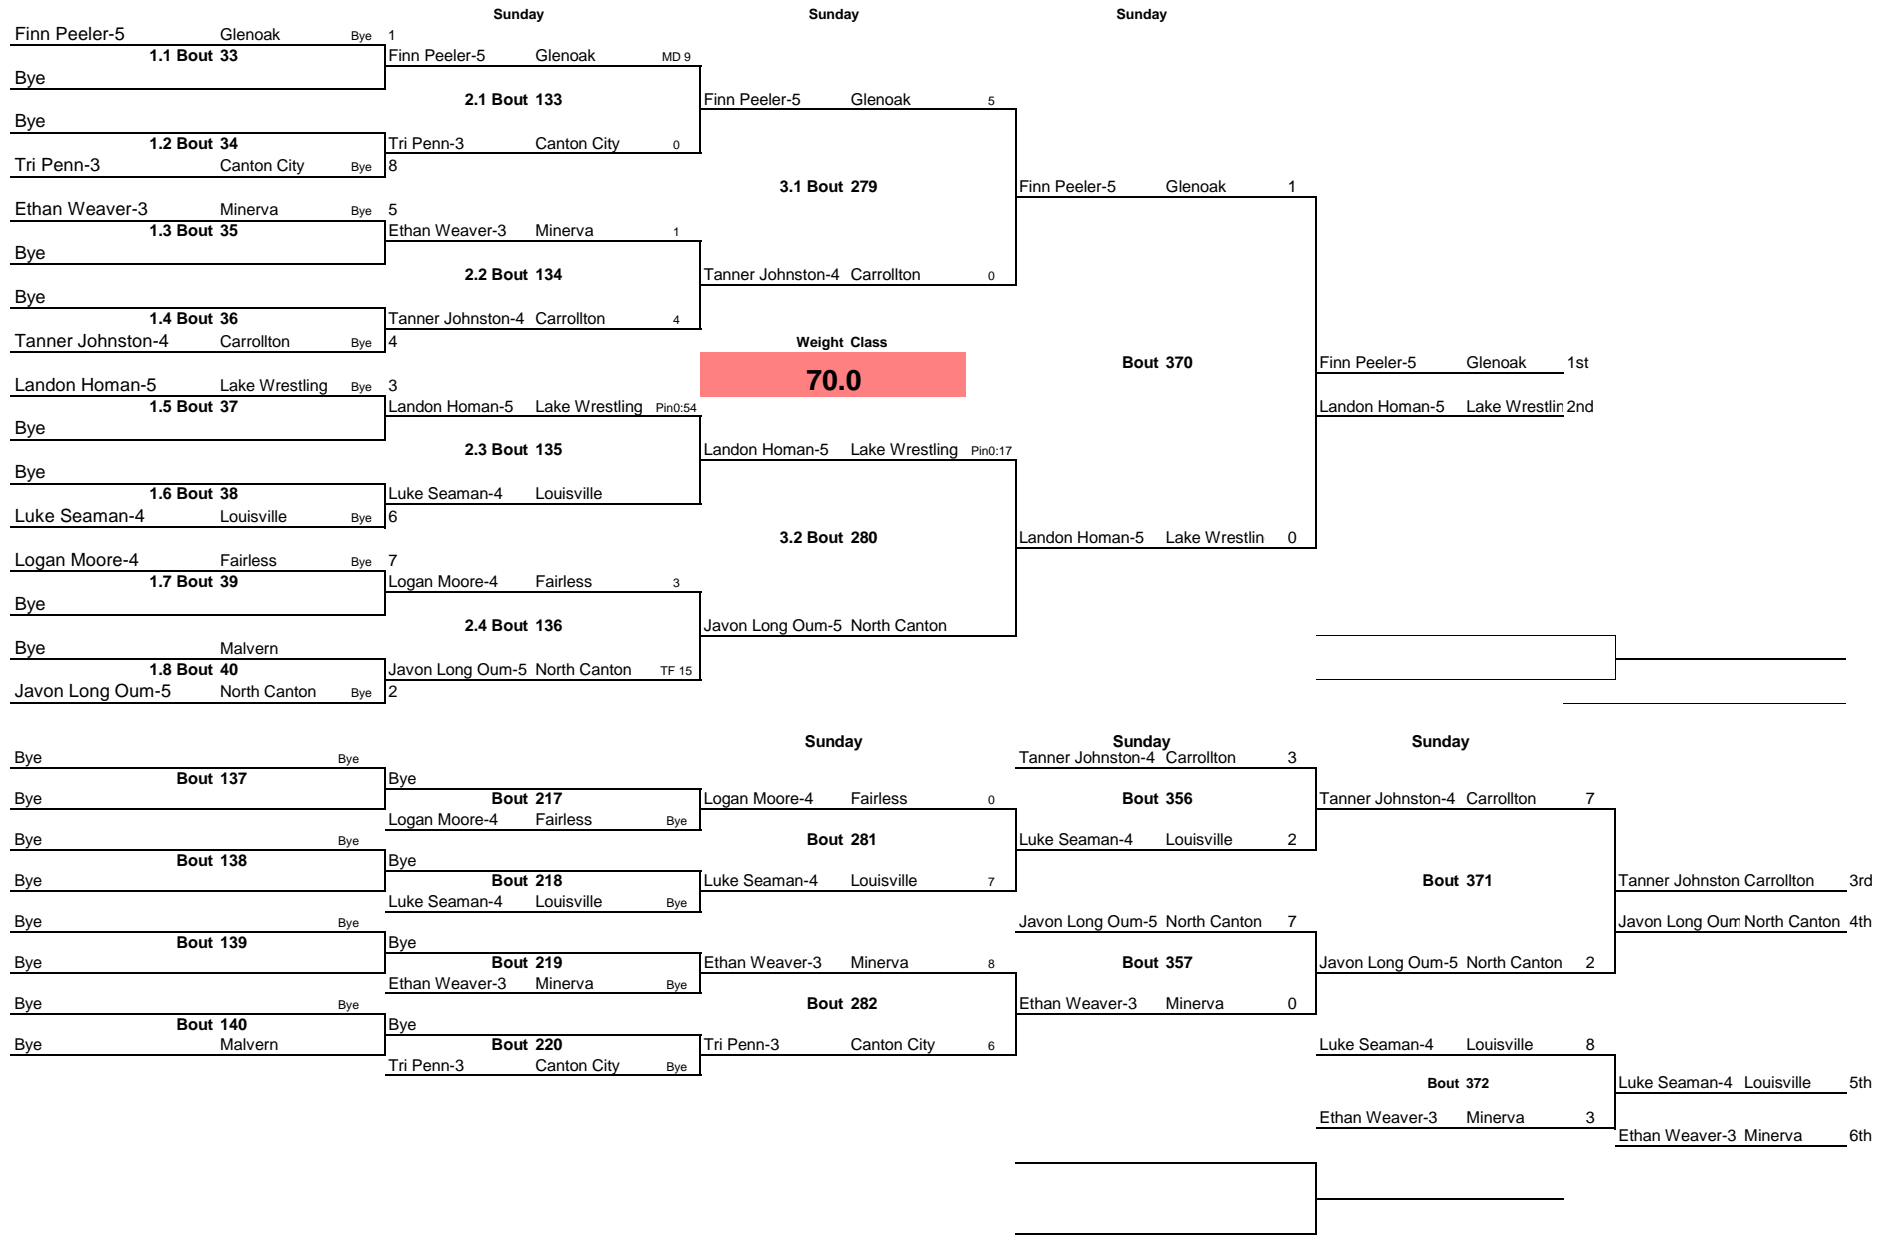 Sunday Sunday Sunday
Finn Peeler-5 Glenoak Bye 1
1.1 Bout 33 Finn Peeler-5 Glenoak MD 9
Bye
2.1 Bout 133 Finn Peeler-5 Glenoak 5
Bye
1.2 Bout 34 Tri Penn-3 Canton City 0
Tri Penn-3 Canton City Bye 8
3.1 Bout 279 Finn Peeler-5 Glenoak 1
Ethan Weaver-3 Minerva Bye 5
1.3 Bout 35 Ethan Weaver-3 Minerva 1
Bye
2.2 Bout 134 Tanner Johnston-4 Carrollton 0
Bye
1.4 Bout 36 Tanner Johnston-4 Carrollton 4
Tanner Johnston-4 Carrollton Bye 4 Weight Class
Bout 370 Finn Peeler-5 Glenoak 1st
Landon Homan-5 Lake Wrestling Bye 3 70.0
1.5 Bout 37 Landon Homan-5 Lake Wrestling Pin0:54 Landon Homan-5 Lake Wrestlin 2nd
Bye
2.3 Bout 135 Landon Homan-5 Lake Wrestling Pin0:17
Bye
1.6 Bout 38 Luke Seaman-4 Louisville
Luke Seaman-4 Louisville Bye 6
3.2 Bout 280 Landon Homan-5 Lake Wrestlin 0
Logan Moore-4 Fairless Bye 7
1.7 Bout 39 Logan Moore-4 Fairless 3
Bye
2.4 Bout 136 Javon Long Oum-5 North Canton
Bye Malvern
1.8 Bout 40 Javon Long Oum-5 North Canton TF 15
Javon Long Oum-5 North Canton Bye 2
Sunday Sunday Sunday
Bye Bye Tanner Johnston-4 Carrollton 3
Bout 137 Bye
Bye Bout 217 Logan Moore-4 Fairless 0 Bout 356 Tanner Johnston-4 Carrollton 7
Logan Moore-4 Fairless Bye
Bye Bye Bout 281 Luke Seaman-4 Louisville 2
Bout 138 Bye
Bye Bout 218 Luke Seaman-4 Louisville 7 Bout 371 Tanner Johnston Carrollton 3rd
Luke Seaman-4 Louisville Bye
Bye Bye Javon Long Oum-5 North Canton 7 Javon Long Oum North Canton 4th
Bout 139 Bye
Bye Bout 219 Ethan Weaver-3 Minerva 8 Bout 357 Javon Long Oum-5 North Canton 2
Ethan Weaver-3 Minerva Bye
Bye Bye Bout 282 Ethan Weaver-3 Minerva 0
Bout 140 Bye
Bye Malvern Bout 220 Tri Penn-3 Canton City 6 Luke Seaman-4 Louisville 8
Tri Penn-3 Canton City Bye
Bout 372 Luke Seaman-4 Louisville 5th
Ethan Weaver-3 Minerva 3
Ethan Weaver-3 Minerva 6th